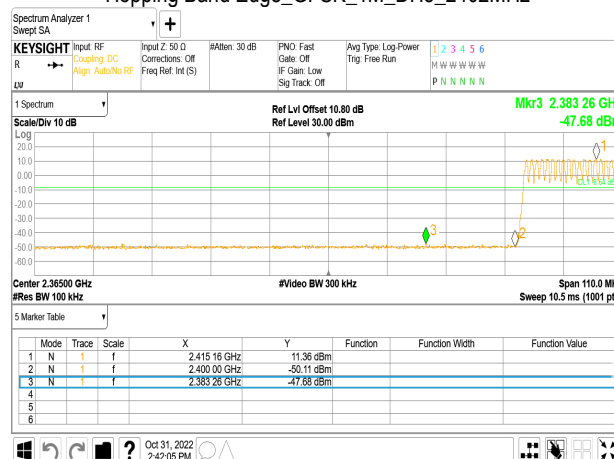 Spectrum Analyzer 1
Swept SA
KEYSIGHT
R
LXI
Input: RF
Coupling: DC
Align: Auto/No RF
Input Z: 50 Ω
Corrections: Off
Freq Ref: Int (S)
#Atten: 30 dB
PNO: Fast
Gate: Off
IF Gain: Low
Sig Track: Off
Avg Type: Log-Power
Trig: Free Run
1 2 3 4 5 6
M W W W W W
P N N N N N
1 Spectrum
Scale/Div 10 dB
Ref Lvl Offset 10.80 dB
Ref Level 30.00 dBm
Mkr3 2.383 26 GH
-47.68 dBm
Log
20.0
10.0
0.00
-10.0
-20.0
-30.0
-40.0
-50.0
-60.0
1
2
3
Center 2.36500 GHz
#Res BW 100 kHz
#Video BW 300 kHz
Span 110.0 MH
Sweep 10.5 ms (1001 pt
5 Marker Table
Mode Trace Scale X Y Function Function Width Function Value
1 N 1 f 2.415 16 GHz 11.36 dBm
2 N 1 f 2.400 00 GHz -50.11 dBm
3 N 1 f 2.383 26 GHz -47.68 dBm
4
5
6
?
Oct 31, 2022
2:42:05 PM